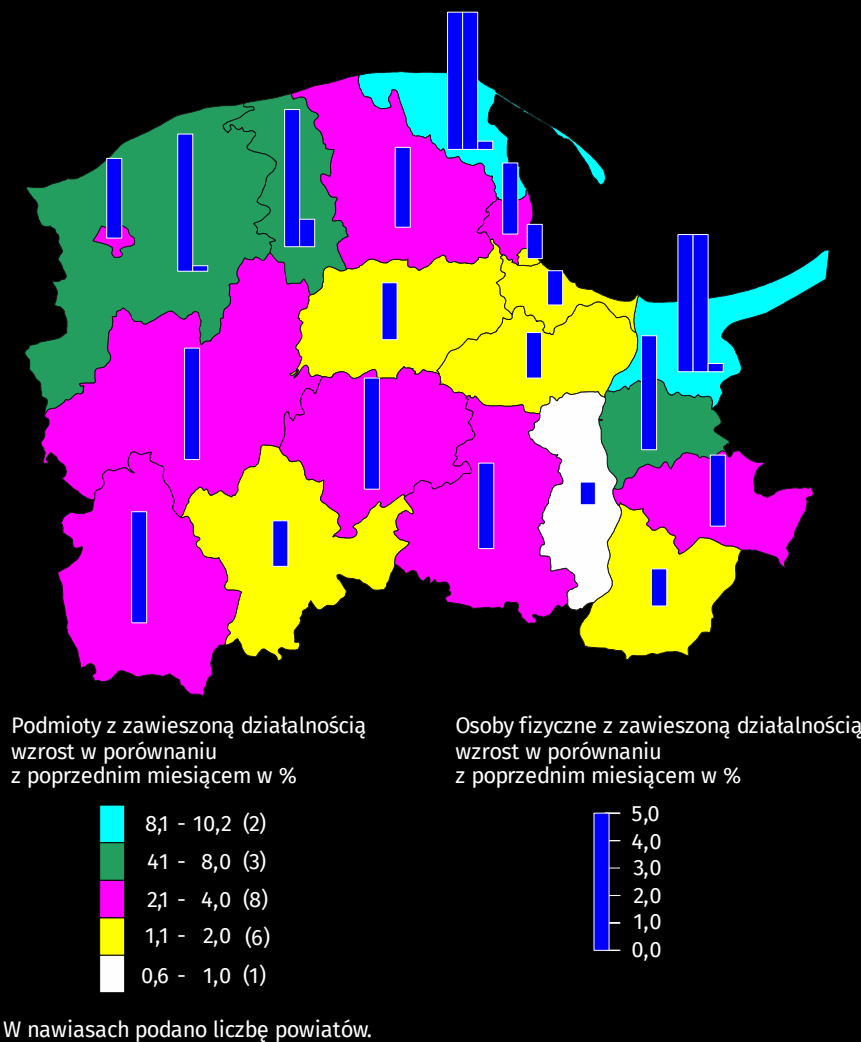 Podmioty z zawieszoną działalnością
wzrost w porównaniu
z poprzednim miesiącem w %
8,1 - 10,2 (2)
41 - 8,0 (3)
2,1 - 4,0 (8)
1,1 - 2,0 (6)
0,6 - 1,0 (1)
Osoby fizyczne z zawieszoną działalnością
wzrost w porównaniu
z poprzednim miesiącem w %
5,0
4,0
3,0
2,0
1,0
0,0
W nawiasach podano liczbę powiatów.